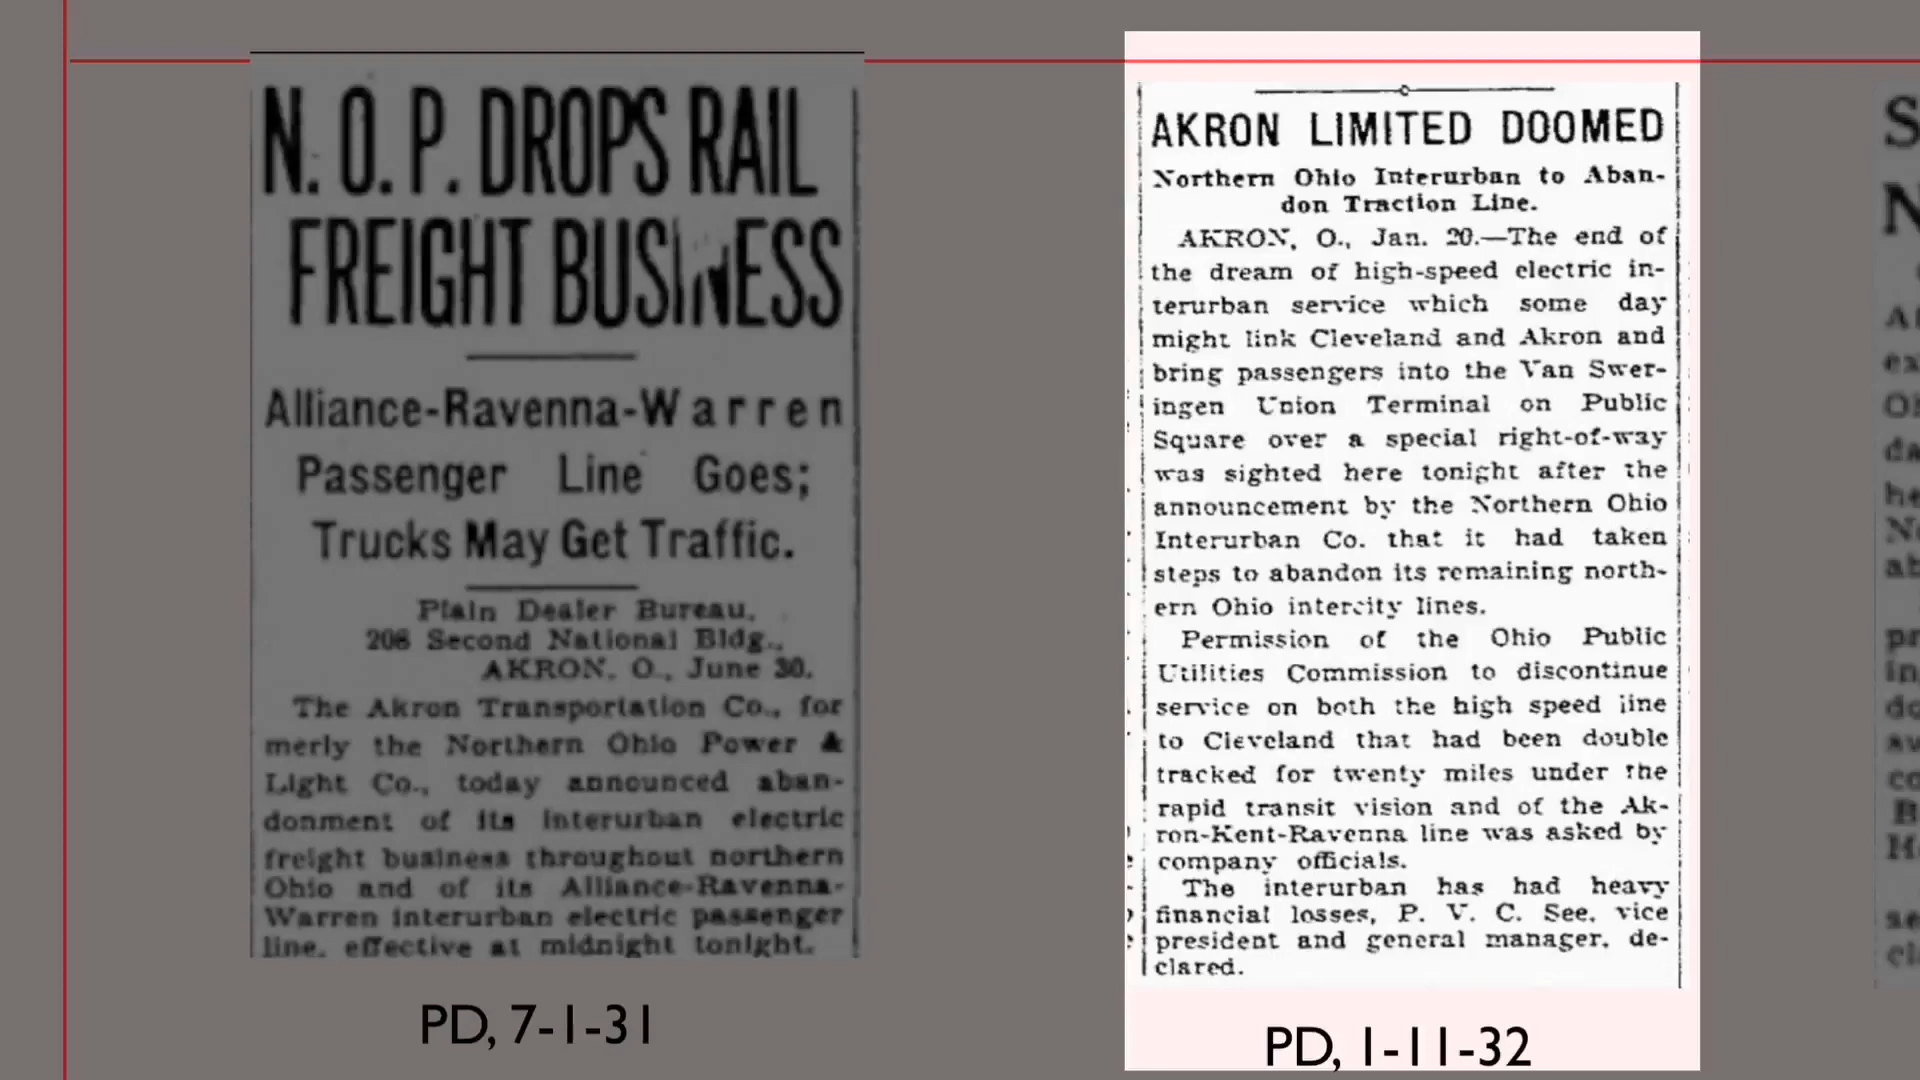 N. O. P. DROPS RAIL
FREIGHT BUSINESS
Alliance-Ravenna-Warren
Passenger Line Goes;
Trucks May Get Traffic.
Plain Dealer Bureau,
206 Second National Bldg.,
AKRON, O., June 30.
The Akron Transportation Co., for
merly the Northern Ohio Power &
Light Co., today announced aban-
donment of its interurban electric
freight business throughout northern
Ohio and of its Alliance-Ravenna-
Warren interurban electric passenger
line, effective at midnight tonight.
PD, 7-1-31
AKRON LIMITED DOOMED
Northern Ohio Interurban to Aban-
don Traction Line.
AKRON, O., Jan. 20.—The end of
the dream of high-speed electric in-
terurban service which some day
might link Cleveland and Akron and
bring passengers into the Van Swer-
ingen Union Terminal on Public
Square over a special right-of-way
was sighted here tonight after the
announcement by the Northern Ohio
Interurban Co. that it had taken
steps to abandon its remaining north-
ern Ohio intercity lines.
Permission of the Ohio Public
Utilities Commission to discontinue
service on both the high speed line
to Cleveland that had been double
tracked for twenty miles under the
rapid transit vision and of the Ak-
ron-Kent-Ravenna line was asked by
company officials.
The interurban has had heavy
financial losses, P. V. C. See, vice
president and general manager, de-
clared.
PD, 1-11-32